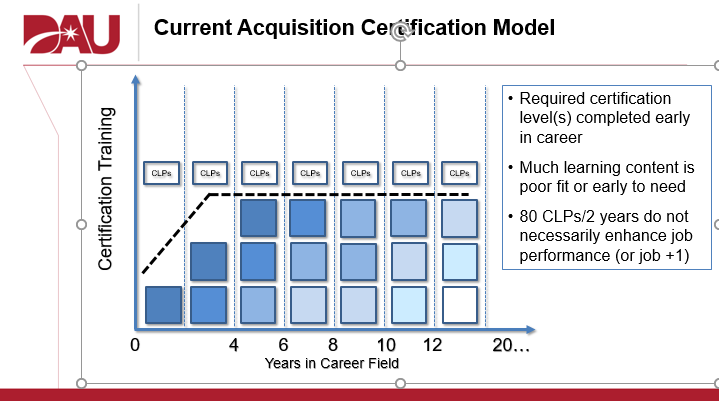 DAU
Current Acquisition Certification Model
Certification Training
CLPs CLPs CLPs CLPs CLPs CLPs CLPs
0 4 6 8 10 12 20...
Years in Career Field
• Required certification
level(s) completed early
in career
• Much learning content is
poor fit or early to need
• 80 CLPs/2 years do not
necessarily enhance job
performance (or job +1)